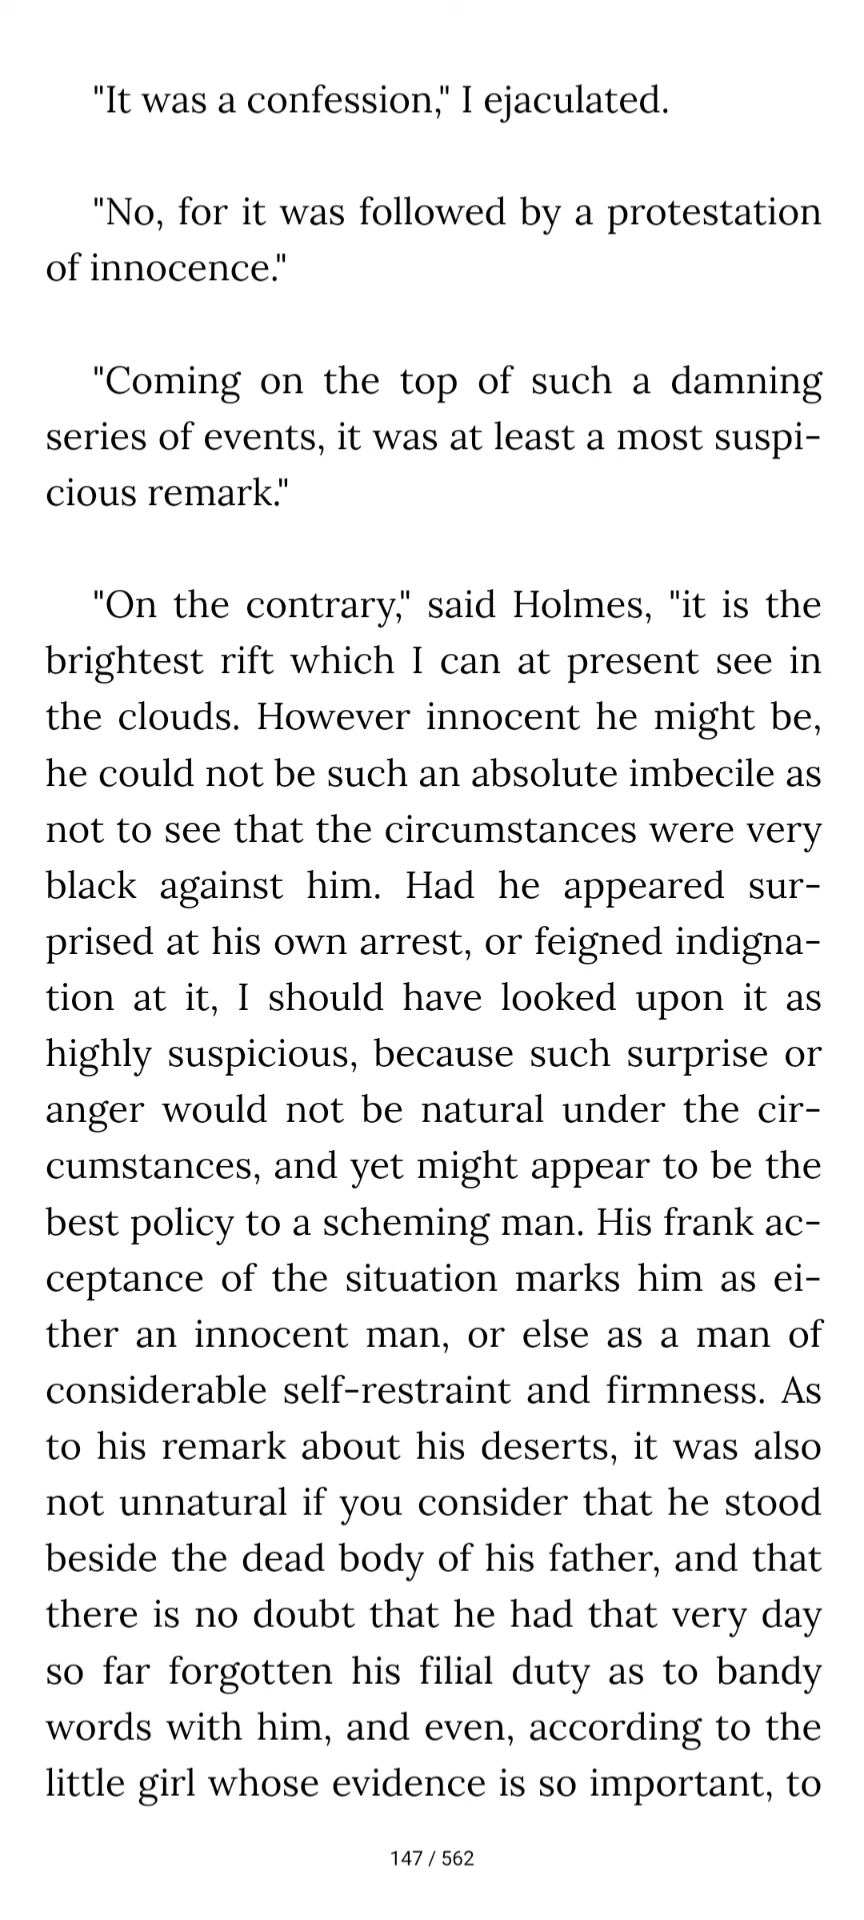 "It was a confession," I ejaculated.
"No, for it was followed by a protestation
of innocence."
"Coming on the top of such a damning
series of events, it was at least a most suspi-
cious remark."
"On the contrary," said Holmes, "it is the
brightest rift which I can at present see in
the clouds. However innocent he might be,
he could not be such an absolute imbecile as
not to see that the circumstances were very
black against him. Had he appeared sur-
prised at his own arrest, or feigned indigna-
tion at it, I should have looked upon it as
highly suspicious, because such surprise or
anger would not be natural under the cir-
cumstances, and yet might appear to be the
best policy to a scheming man. His frank ac-
ceptance of the situation marks him as ei-
ther an innocent man, or else as a man of
considerable self-restraint and firmness. As
to his remark about his deserts, it was also
not unnatural if you consider that he stood
beside the dead body of his father, and that
there is no doubt that he had that very day
so far forgotten his filial duty as to bandy
words with him, and even, according to the
little girl whose evidence is so important, to
147 / 562